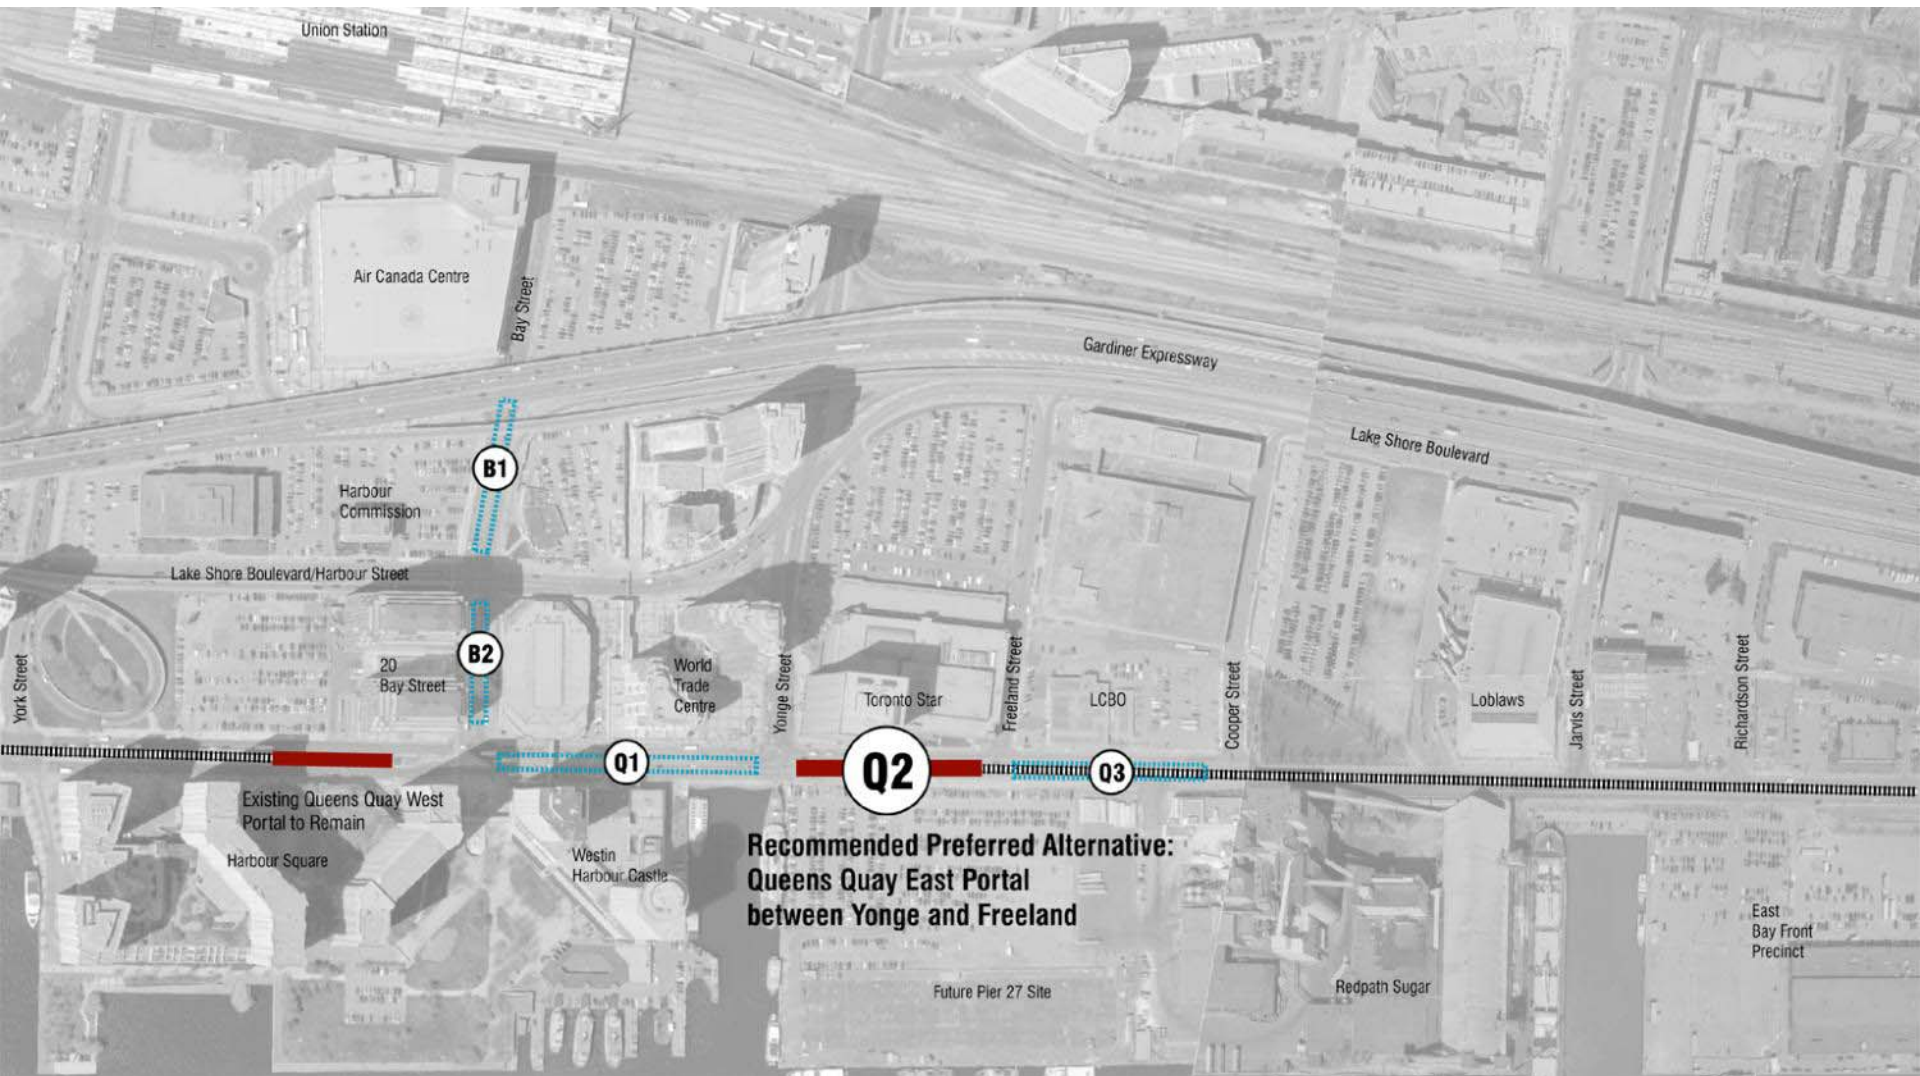 Union Station
Air Canada Centre
Bay Street
Gardiner Expressway
Lake Shore Boulevard
B1
Harbour
Commission
Lake Shore Boulevard/Harbour Street
York Street
20
Bay Street
B2
World
Trade
Centre
Yonge Street
Toronto Star
Freeland Street
LCBO
Cooper Street
Loblaws
Jarvis Street
Richardson Street
Q1
Q2
Q3
Existing Queens Quay West
Portal to Remain
Harbour Square
Westin
Harbour Castle
Recommended Preferred Alternative:
Queens Quay East Portal
between Yonge and Freeland
East
Bay Front
Precinct
Future Pier 27 Site
Redpath Sugar